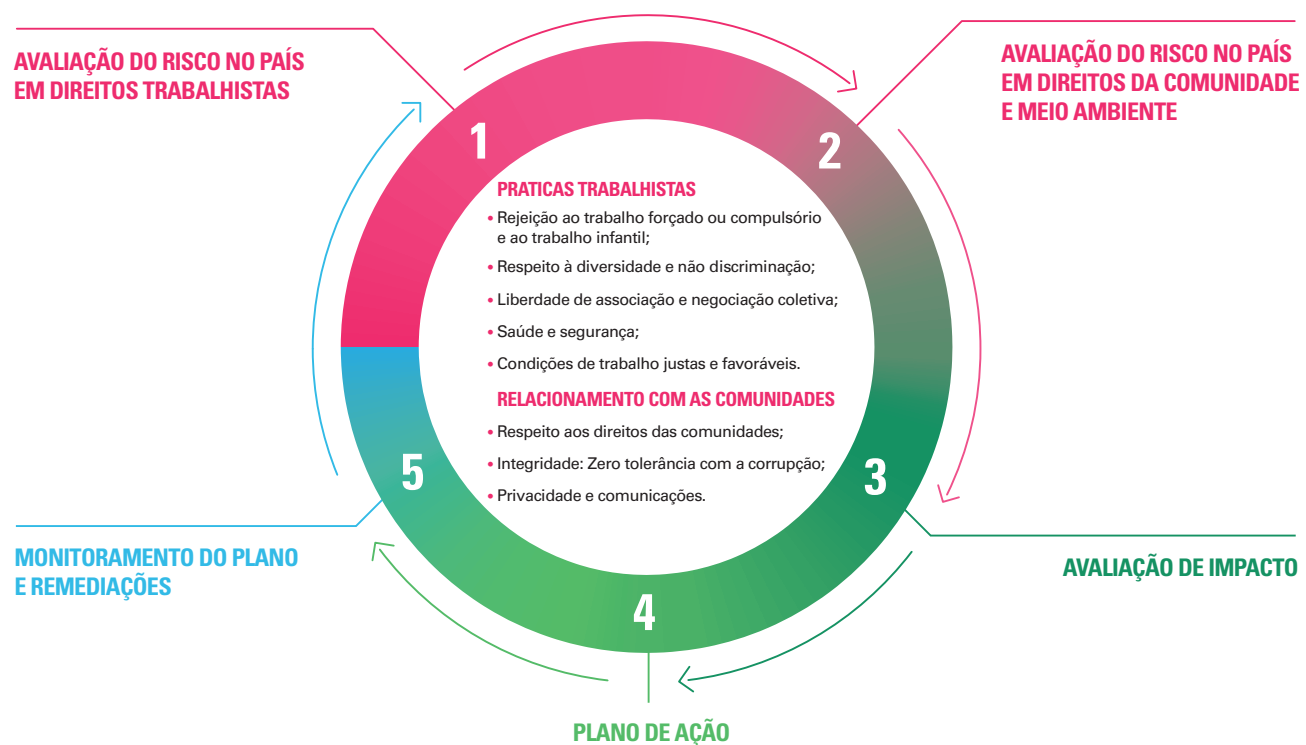 AVALIAÇÃO DO RISCO NO PAÍS
EM DIREITOS TRABALHISTAS
AVALIAÇÃO DO RISCO NO PAÍS
EM DIREITOS DA COMUNIDADE
E MEIO AMBIENTE
1
2
PRATICAS TRABALHISTAS
• Rejeição ao trabalho forçado ou compulsório
e ao trabalho infantil;
• Respeito à diversidade e não discriminação;
• Liberdade de associação e negociação coletiva;
• Saúde e segurança;
• Condições de trabalho justas e favoráveis.
RELACIONAMENTO COM AS COMUNIDADES
• Respeito aos direitos das comunidades;
• Integridade: Zero tolerância com a corrupção;
• Privacidade e comunicações.
5
3
MONITORAMENTO DO PLANO
E REMEDIAÇÕES
AVALIAÇÃO DE IMPACTO
4
PLANO DE AÇÃO